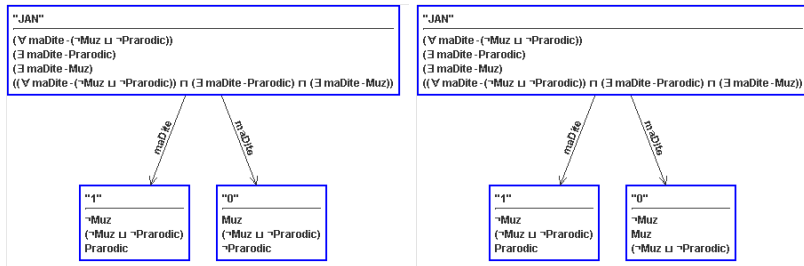 "JAN"
(∀ maDite-(¬Muz ⊔ ¬Prarodic))
(∃ maDite-Prarodic)
(∃ maDite-Muz)
((∀ maDite-(¬Muz ⊔ ¬Prarodic)) ⊓ (∃ maDite-Prarodic) ⊓ (∃ maDite-Muz))
maDite
maDite
"1"
¬Muz
(¬Muz ⊔ ¬Prarodic)
Prarodic
"0"
Muz
(¬Muz ⊔ ¬Prarodic)
¬Prarodic
"JAN"
(∀ maDite-(¬Muz ⊔ ¬Prarodic))
(∃ maDite-Prarodic)
(∃ maDite-Muz)
((∀ maDite-(¬Muz ⊔ ¬Prarodic)) ⊓ (∃ maDite-Prarodic) ⊓ (∃ maDite-Muz))
maDite
maDite
"1"
¬Muz
(¬Muz ⊔ ¬Prarodic)
Prarodic
"0"
¬Muz
Muz
(¬Muz ⊔ ¬Prarodic)